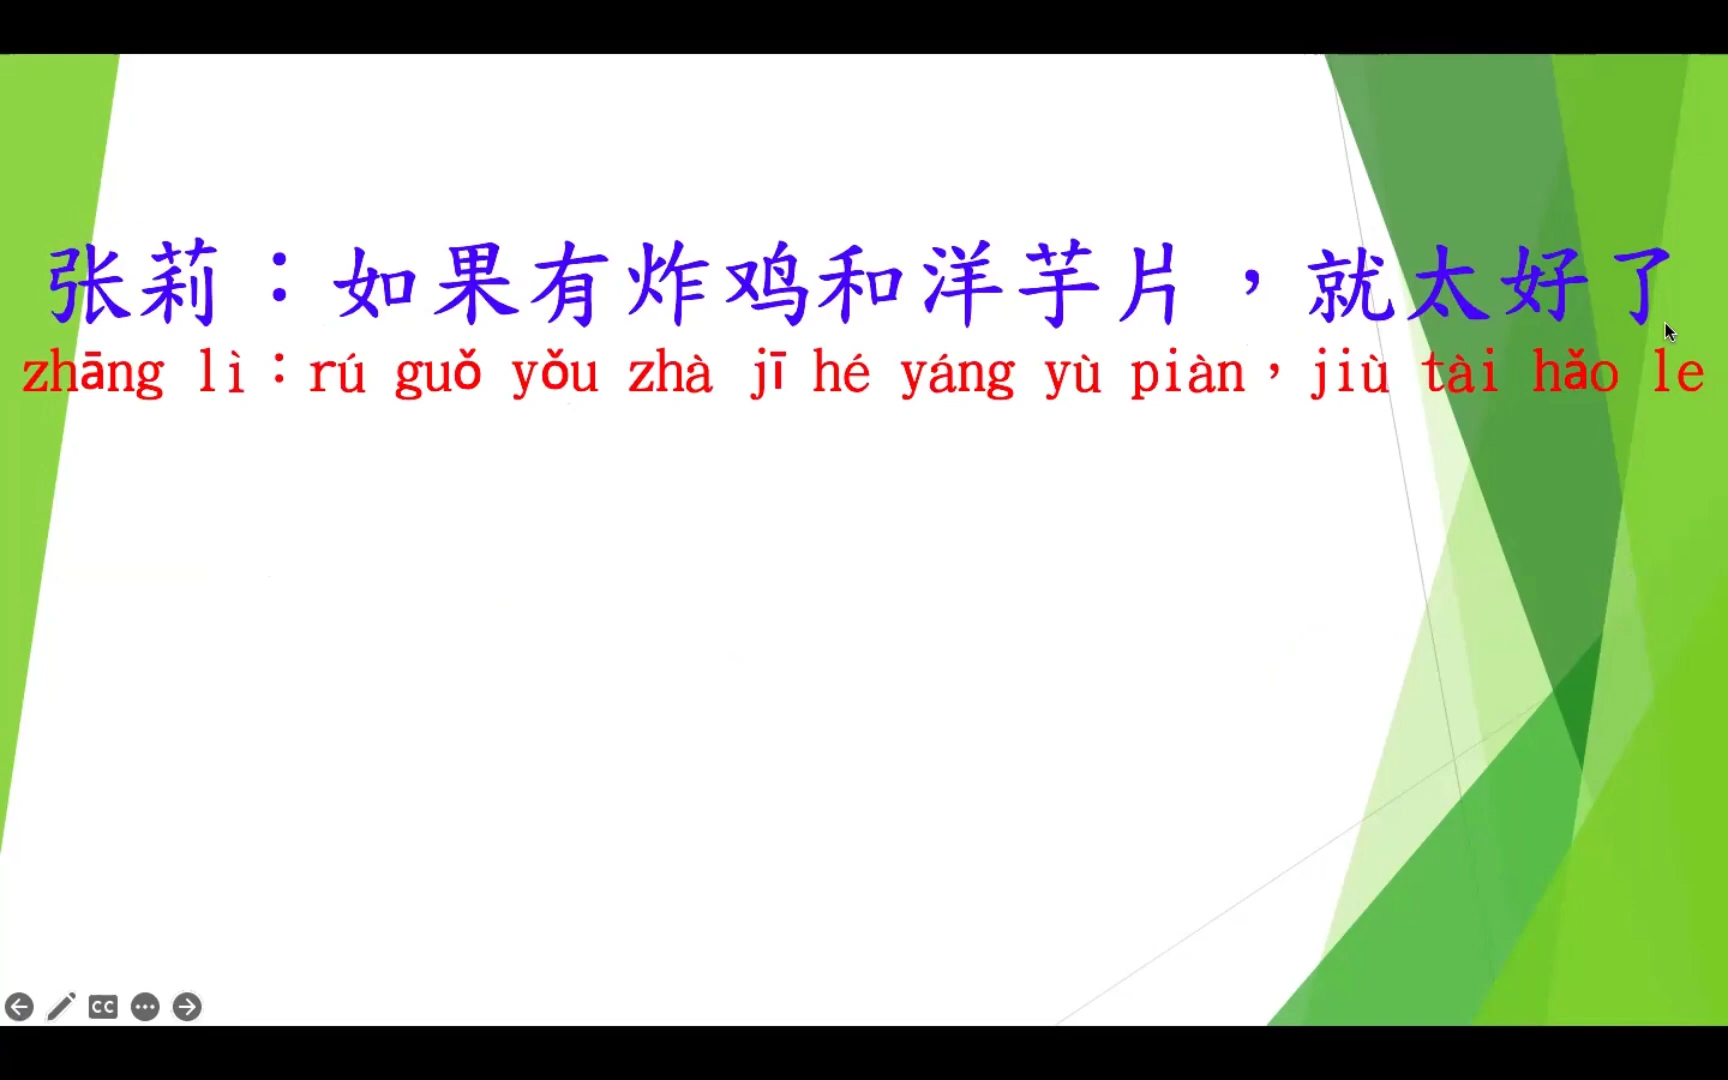 张莉：如果有炸鸡和洋芋片，就太好了
zhāng lì：rú guǒ yǒu zhà jī hé yáng yù piàn，jiù tài hǎo le
CC